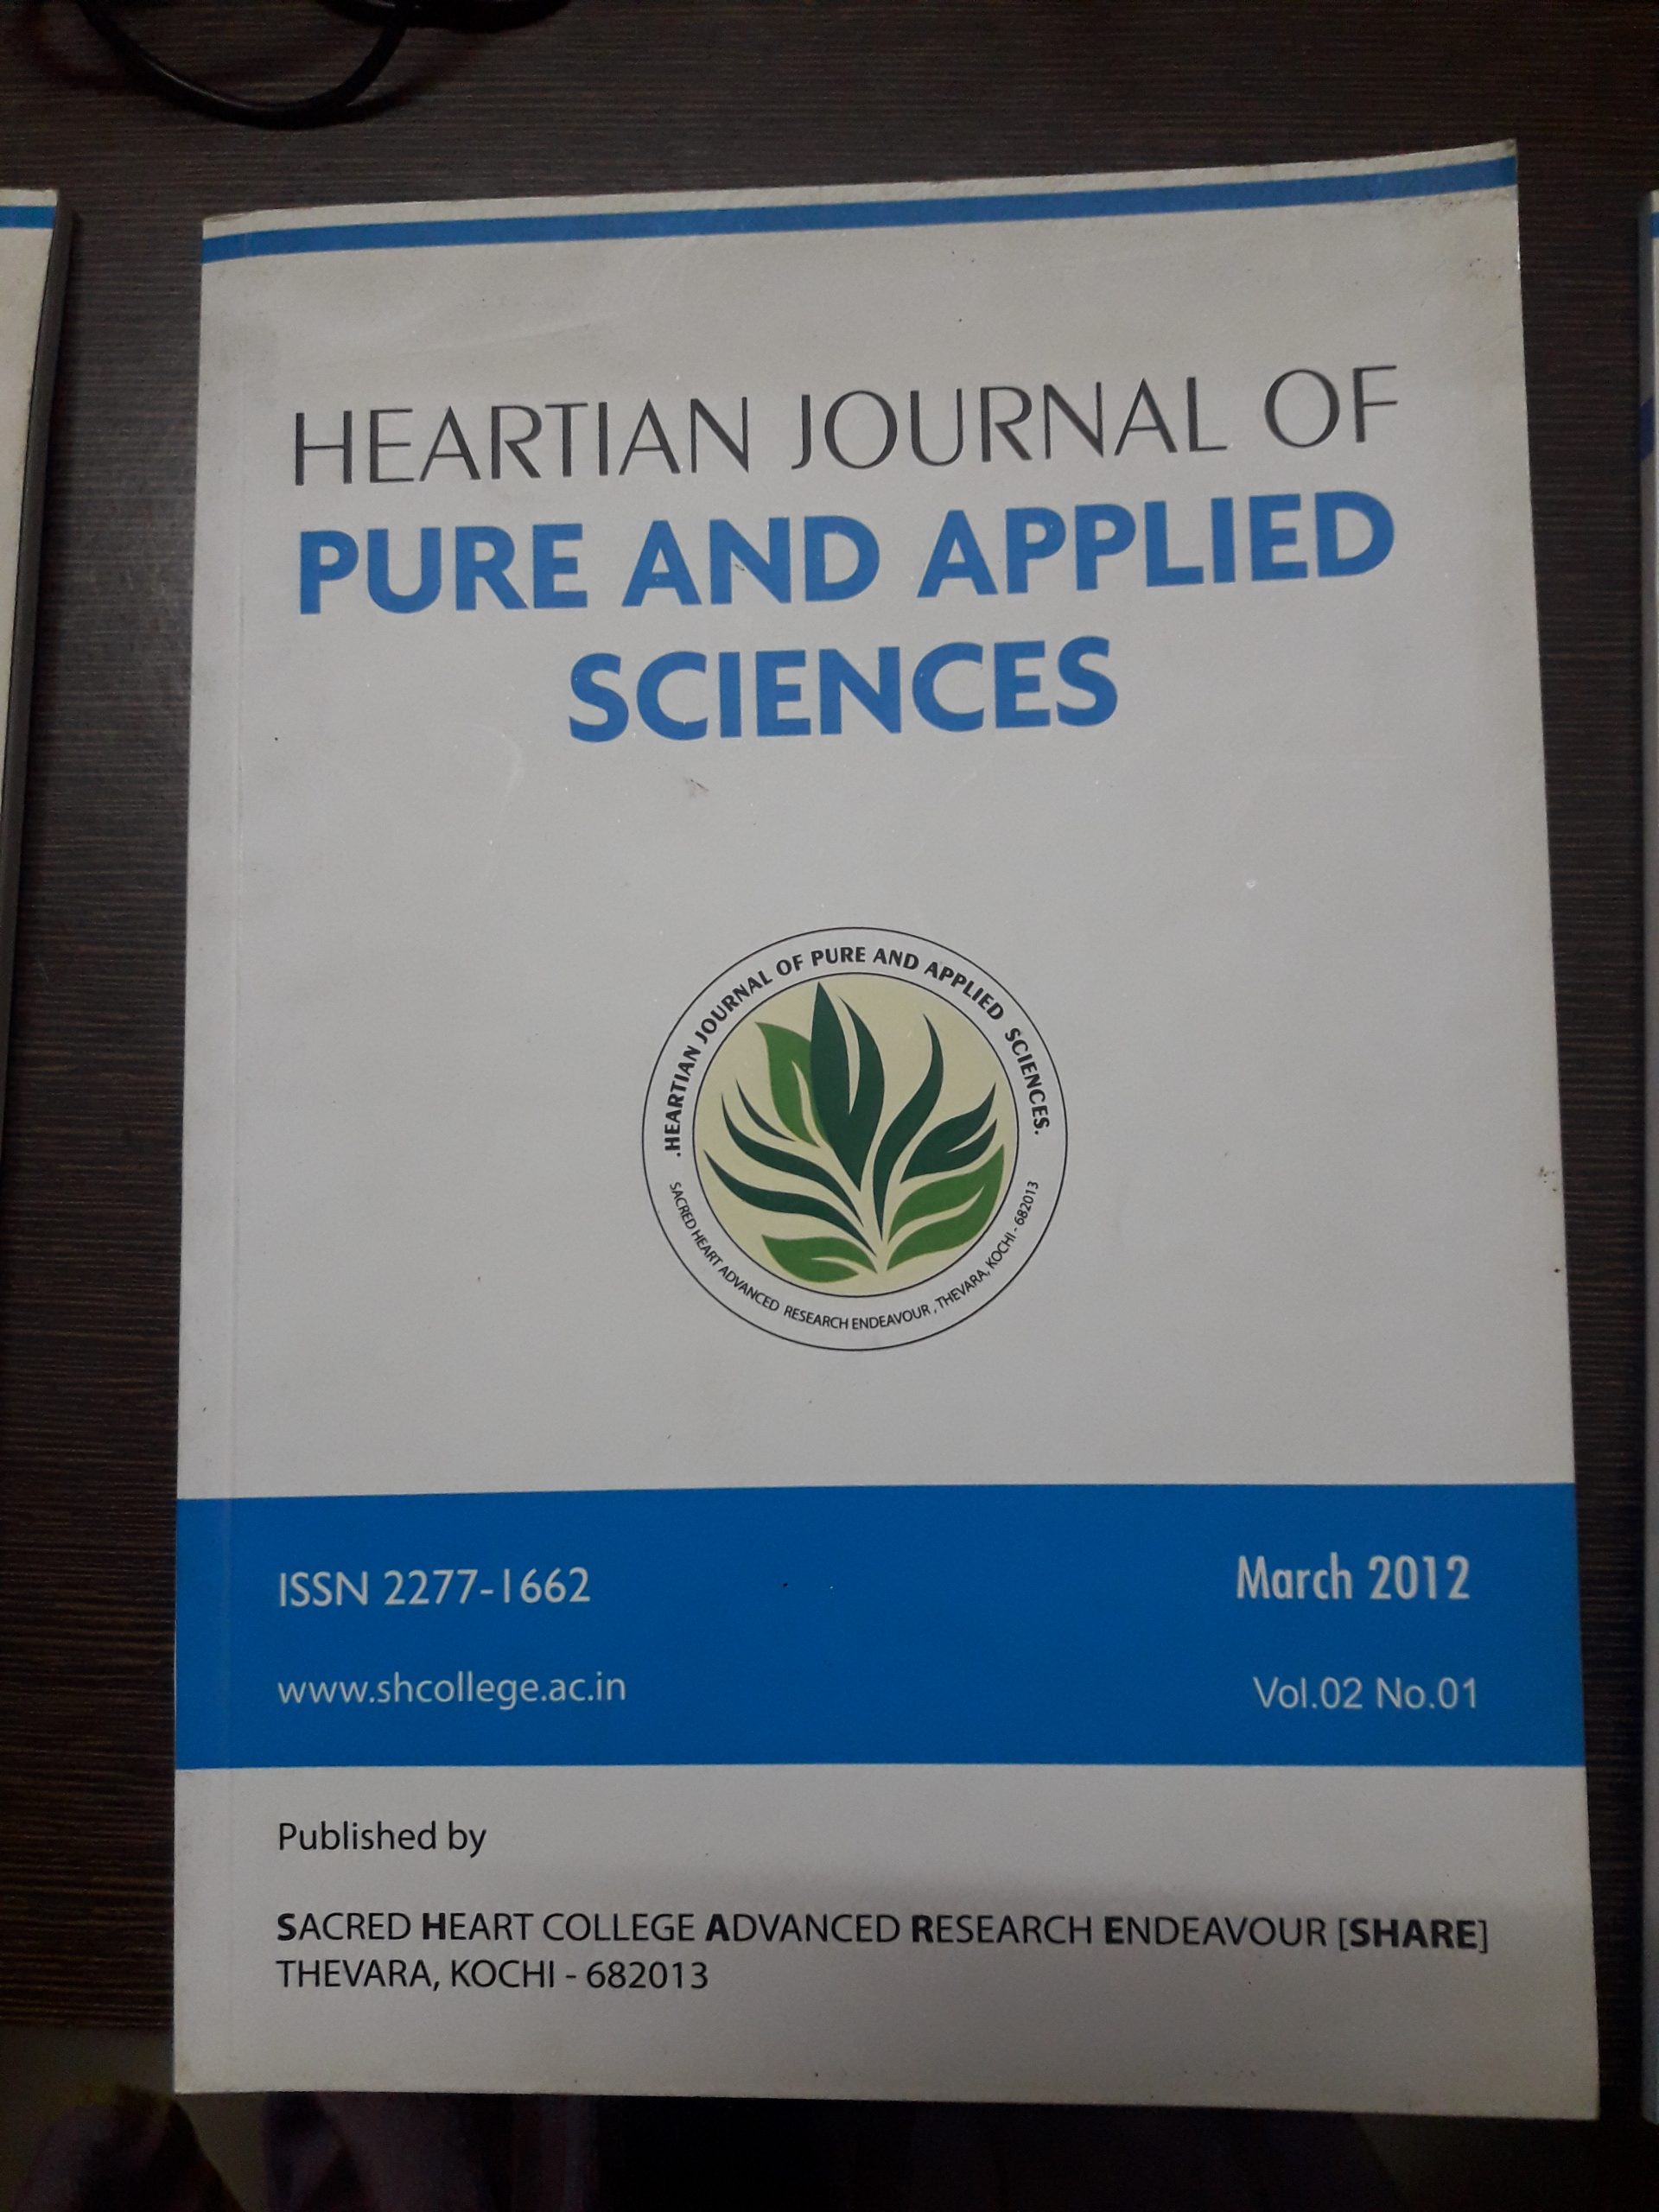 HEARTIAN JOURNAL OF
PURE AND APPLIED
SCIENCES
.HEARTIAN JOURNAL OF PURE AND APPLIED SCIENCES.
SACRED HEART ADVANCED RESEARCH ENDEAVOUR, THEVARA, KOCHI - 682013
ISSN 2277-1662
March 2012
www.shcollege.ac.in
Vol.02 No.01
Published by
SACRED HEART COLLEGE ADVANCED RESEARCH ENDEAVOUR [SHARE]
THEVARA, KOCHI - 682013